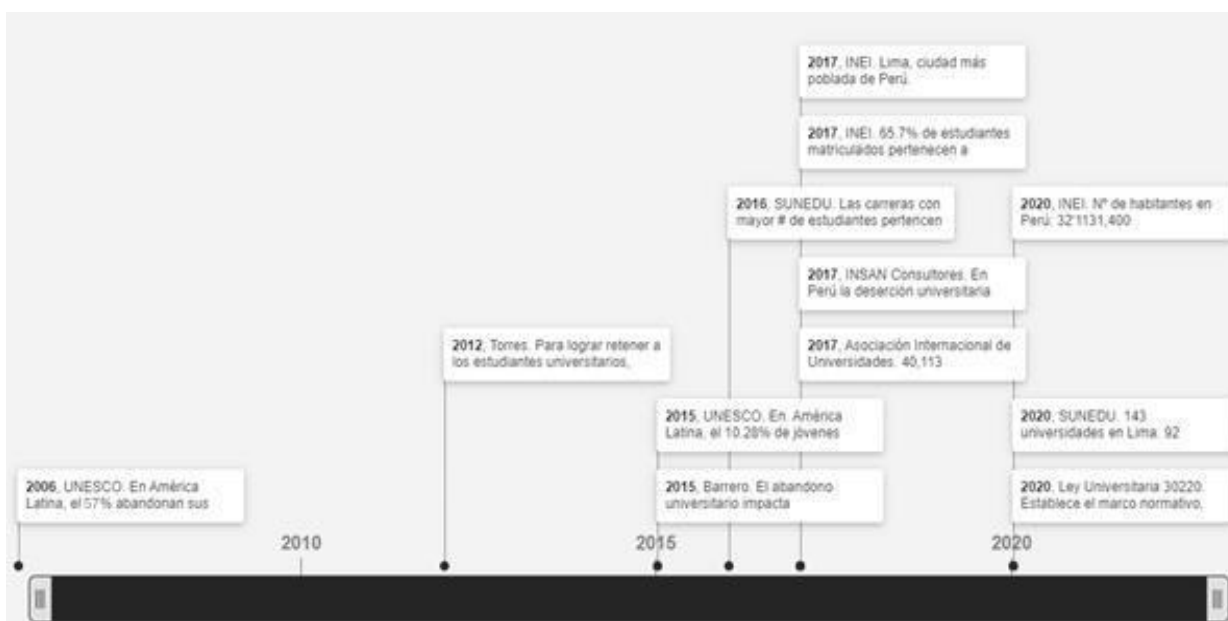 2017, INEI. Lima, ciudad más
poblada de Perú.
2017, INEI. 65.7% de estudiantes
matriculados pertenecen a
2016, SUNEDU. Las carreras con
mayor # de estudiantes pertencen
2020, INEI. Nº de habitantes en
Perú: 32'1131,400
2017, INSAN Consultores. En
Perú la deserción universitaria
2012, Torres. Para lograr retener a
los estudiantes universitarios,
2017, Asociación Internacional de
Universidades. 40,113
2015, UNESCO. En América
Latina, el 10.28% de jóvenes
2020, SUNEDU. 143
universidades en Lima. 92
2006, UNESCO. En América
Latina, el 57% abandonan sus
2015, Barrero. El abandono
universitario impacta
2020, Ley Universitaria 30220.
Establece el marco normativo,
2010
2015
2020